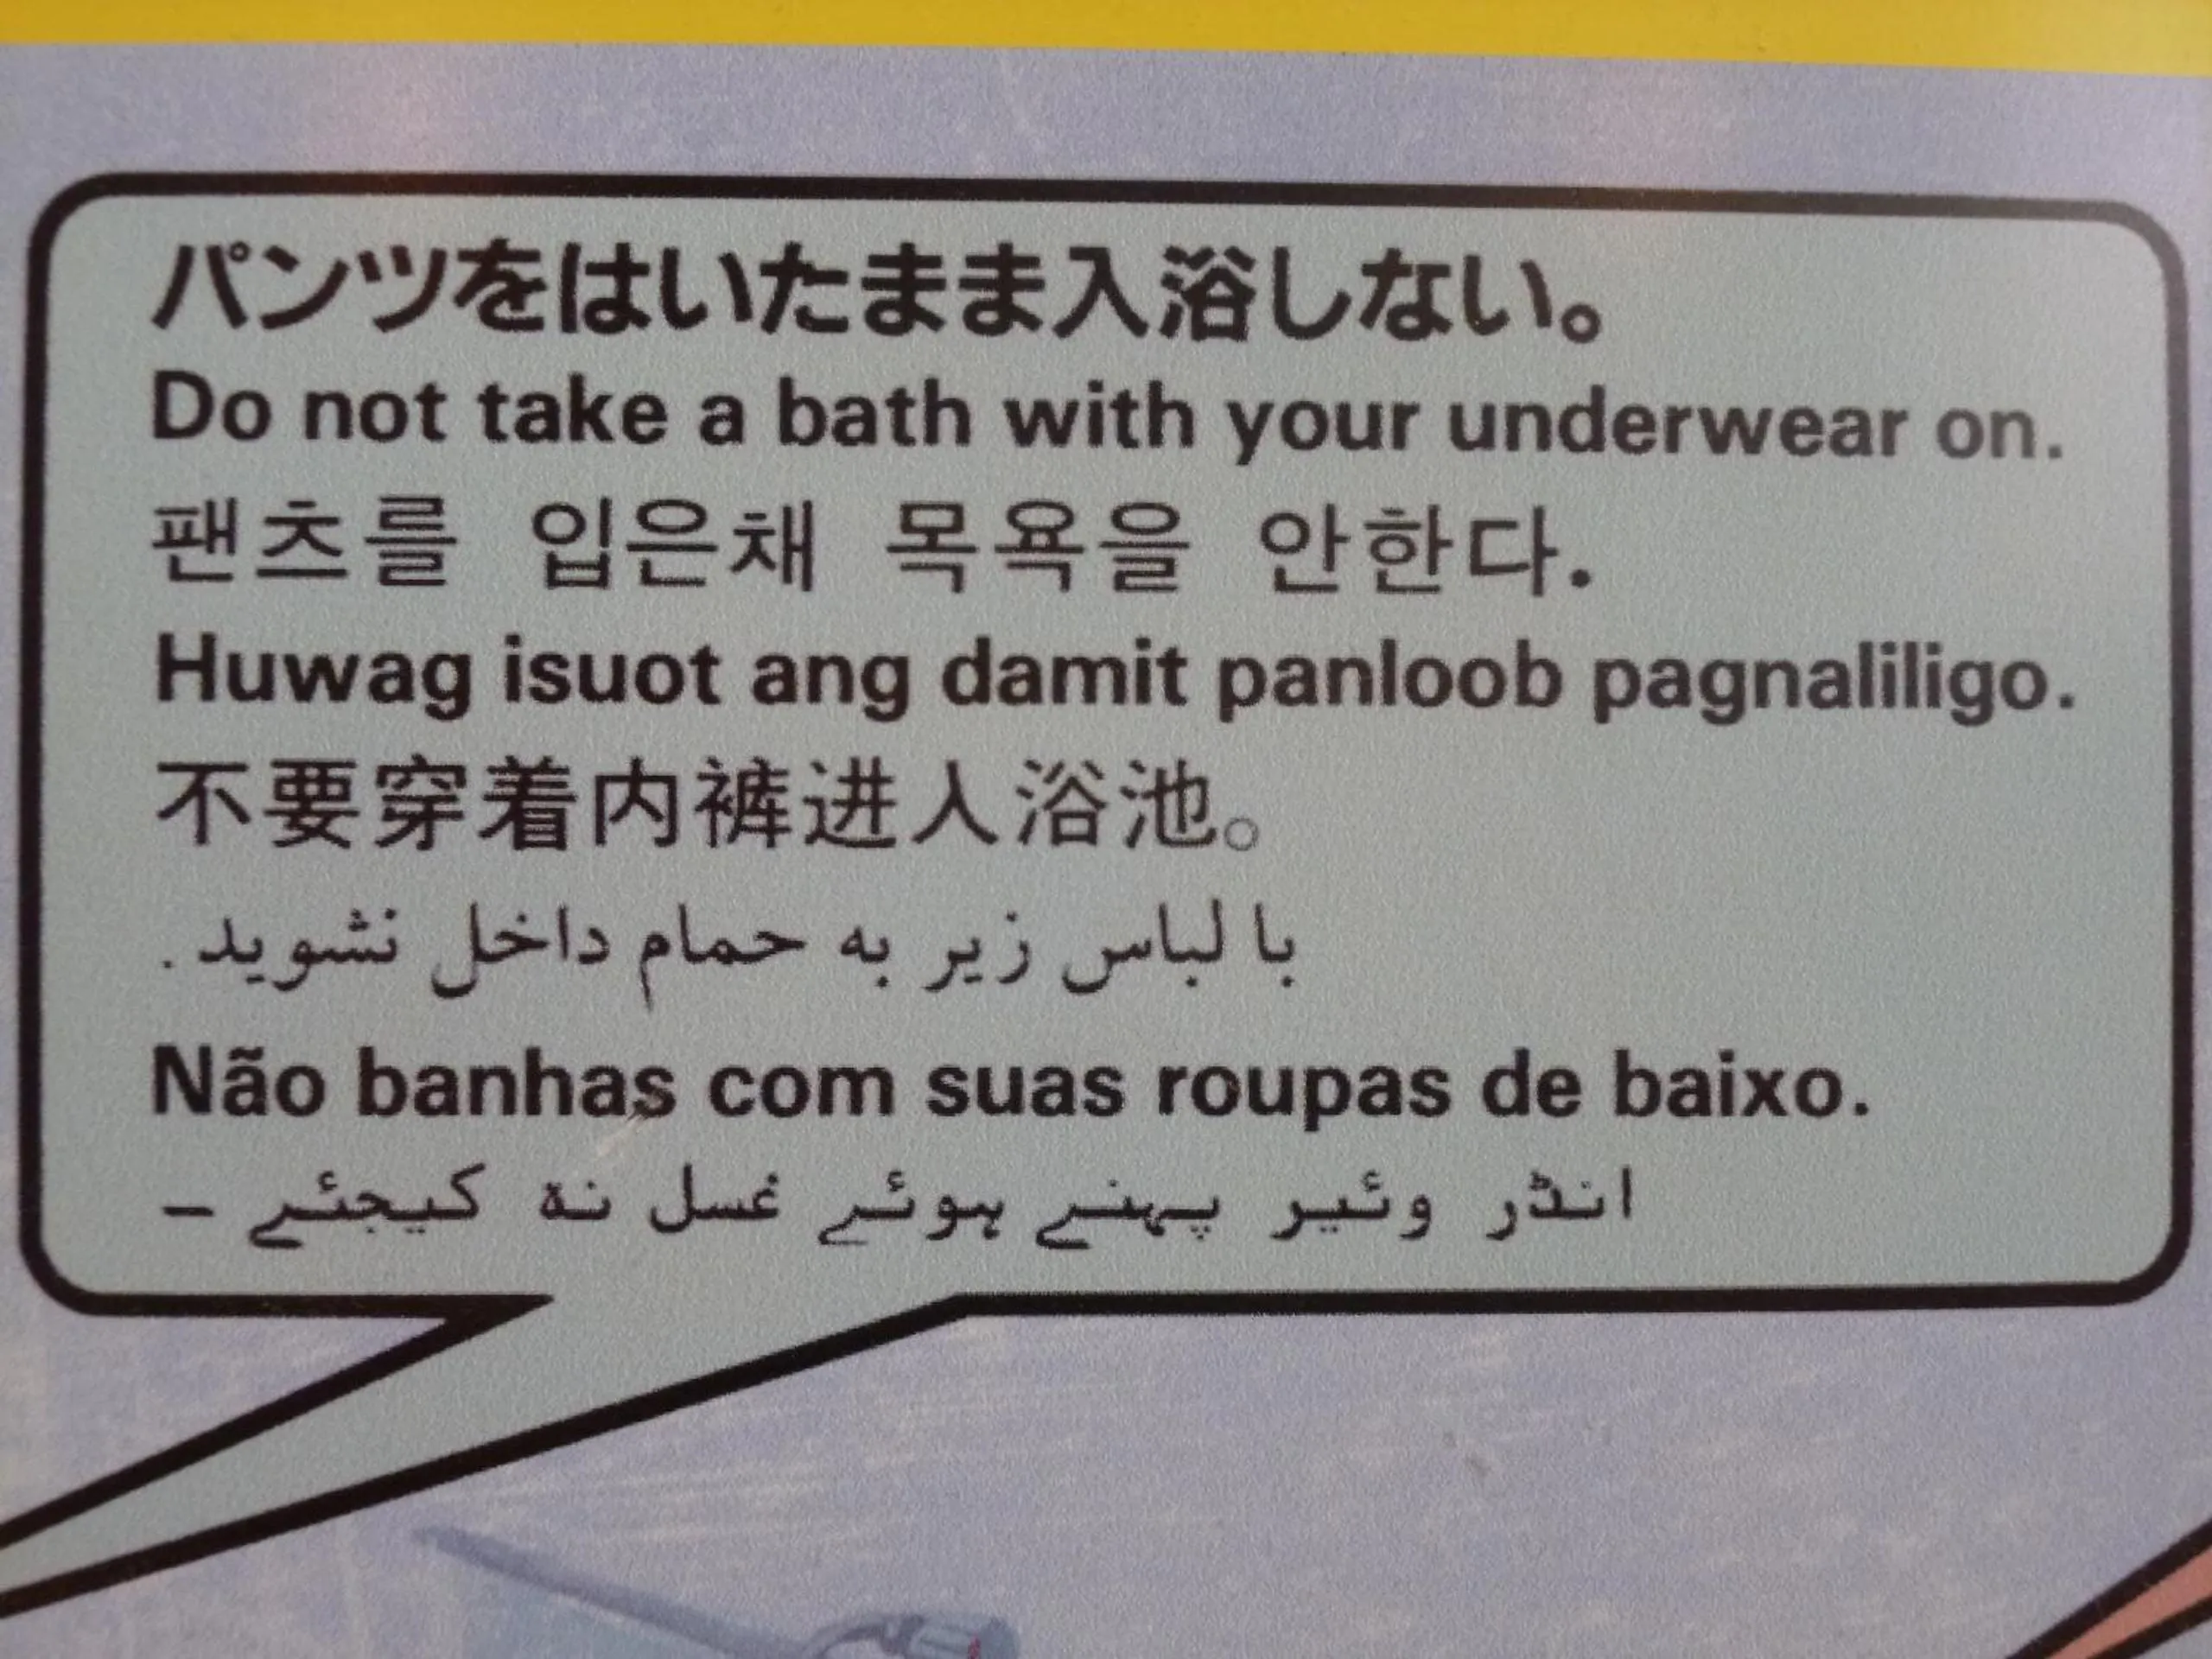 パンツをはいたまま入浴しない。
Do not take a bath with your underwear on.
팬츠를 입은채 목욕을 안한다.
Huwag isuot ang damit panloob pagnaliligo.
不要穿着内裤进入浴池。
با لباس زیر به حمام داخل نشوید .
Não banhas com suas roupas de baixo.
انڈر وئیر پہنے ہوئے غسل نہ کیجئے –